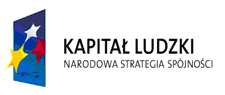 KAPITAŁ LUDZKI
NARODOWA STRATEGIA SPÓJNOŚCI